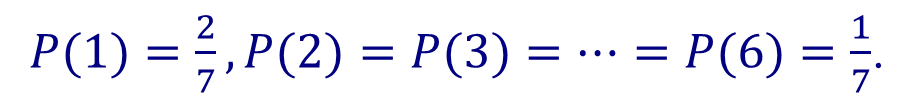 P(1) = 2/7, P(2) = P(3) = ⋯ = P(6) = 1/7.